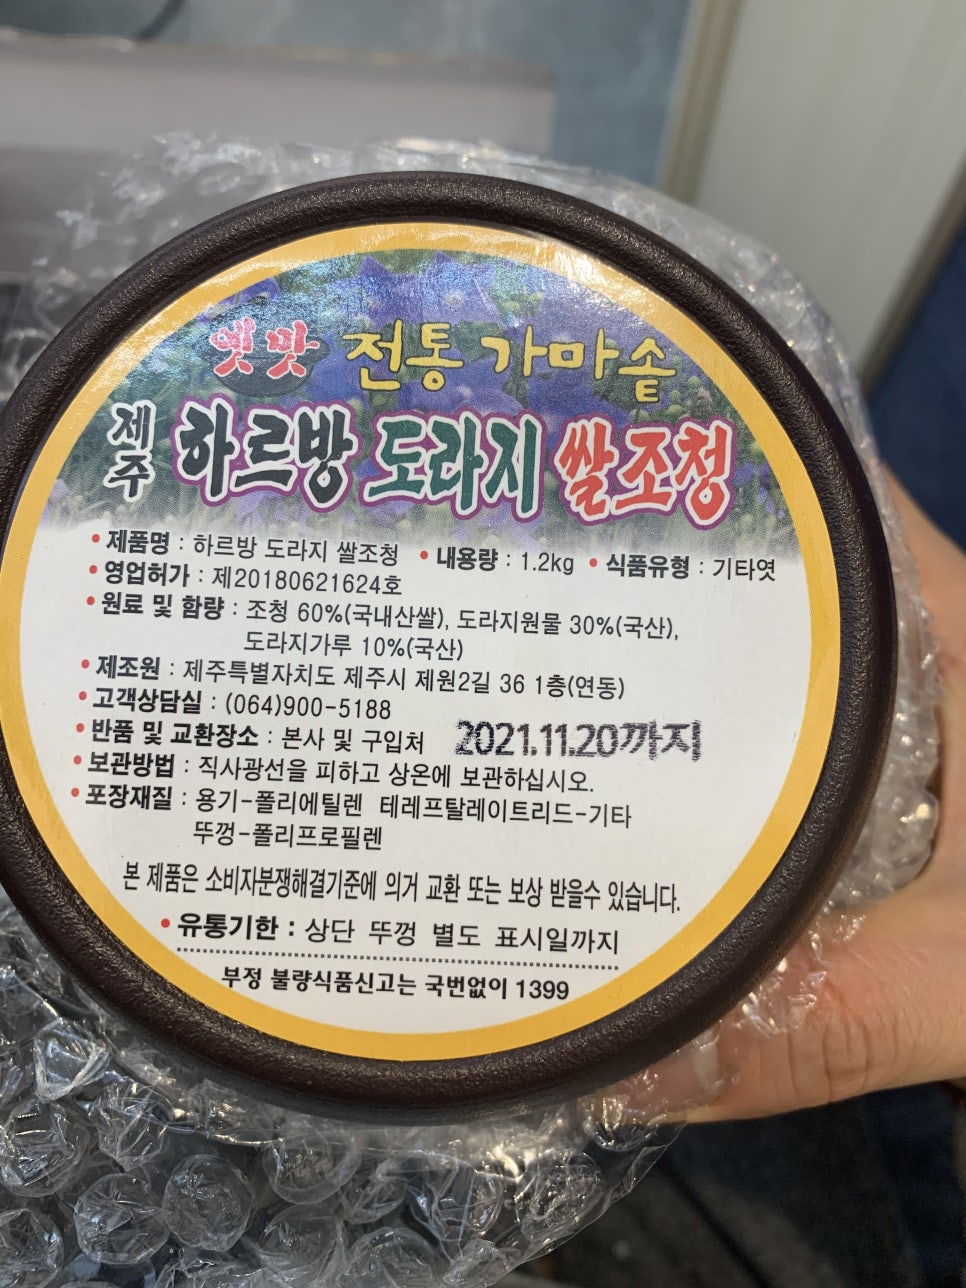 옛맛 전통 가마솥
제주 하르방 도라지 쌀조청
• 제품명 : 하르방 도라지 쌀조청 • 내용량 : 1.2kg • 식품유형 : 기타엿
• 영업허가 : 제20180621624호
• 원료 및 함량 : 조청 60%(국내산쌀), 도라지원물 30%(국산),
도라지가루 10%(국산)
• 제조원 : 제주특별자치도 제주시 제원2길 36 1층(연동)
• 고객상담실 : (064)900-5188
• 반품 및 교환장소 : 본사 및 구입처 2021.11.20까지
• 보관방법 : 직사광선을 피하고 상온에 보관하십시오.
• 포장재질 : 용기-폴리에틸렌 테레프탈레이트리드-기타
뚜껑-폴리프로필렌
본 제품은 소비자분쟁해결기준에 의거 교환 또는 보상 받을수 있습니다.
• 유통기한 : 상단 뚜껑 별도 표시일까지
부정 불량식품신고는 국번없이 1399